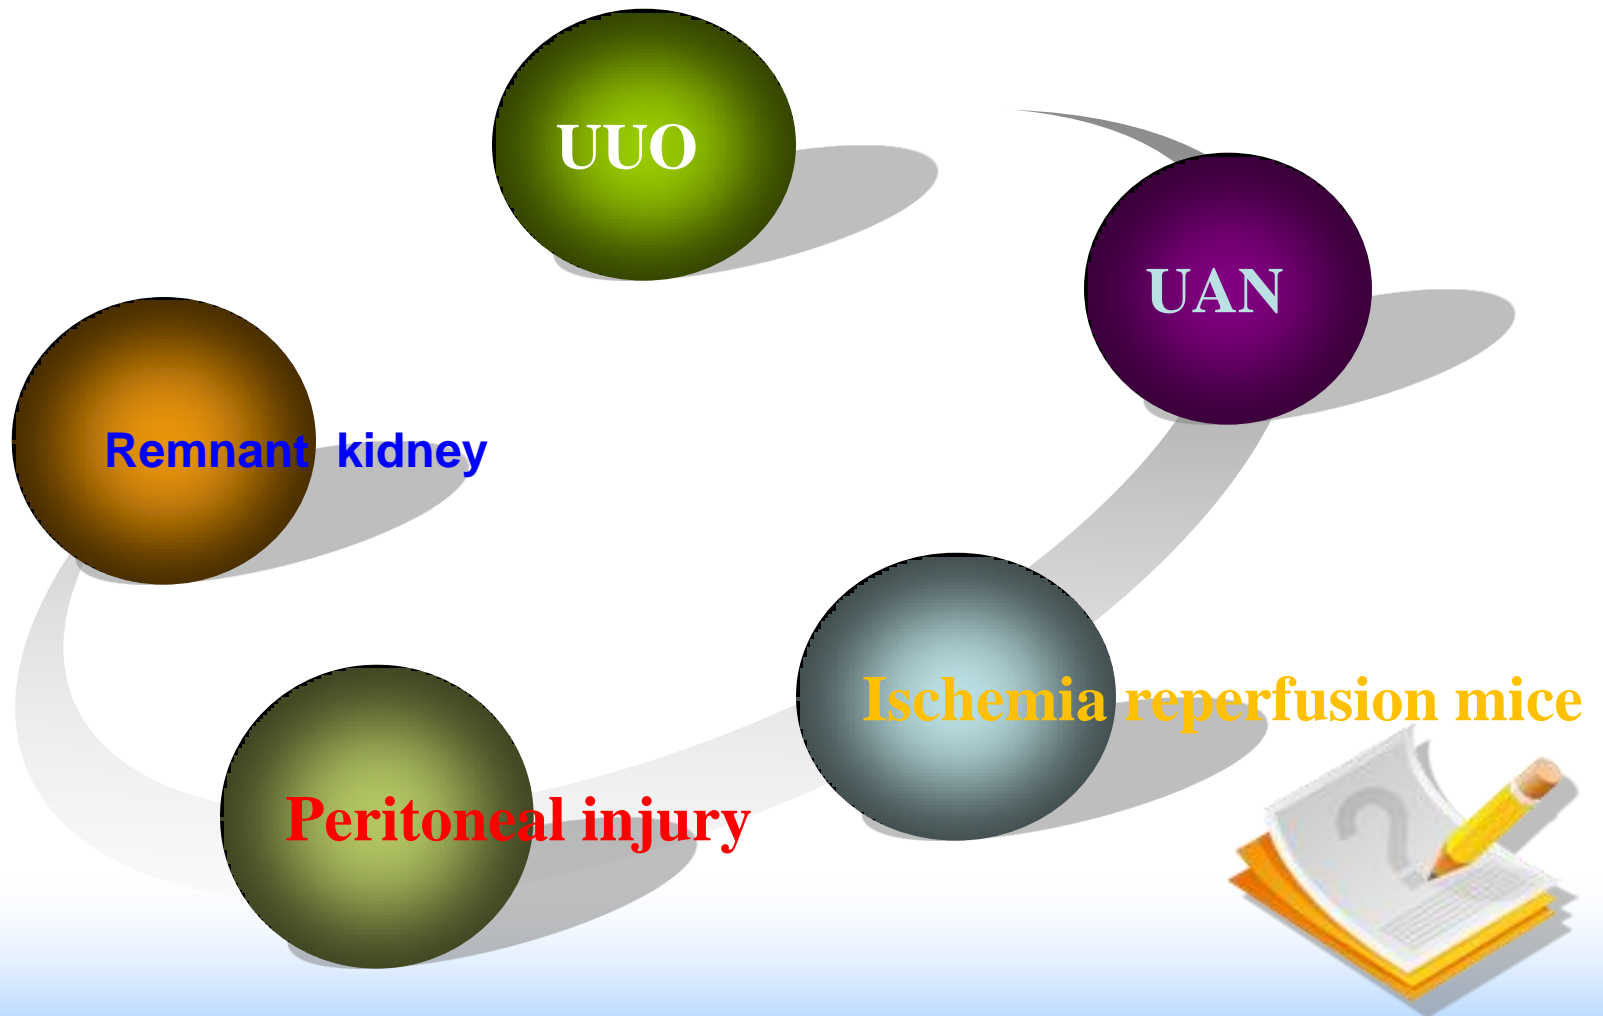 UUO
UAN
Remnant kidney
Ischemia reperfusion mice
Peritoneal injury